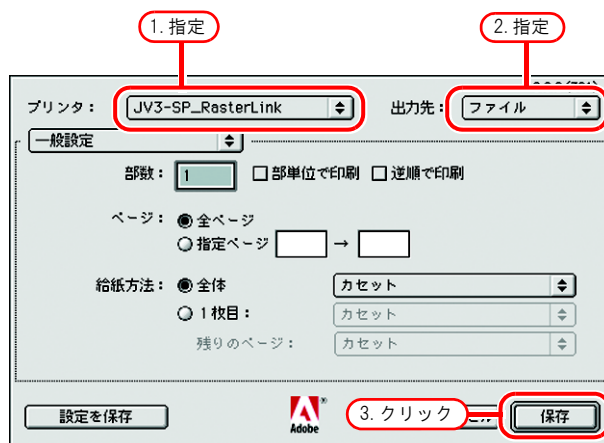 1. 指定
2. 指定
プリンタ： JV3-SP_RasterLink 出力先： ファイル
一般設定
部数： 1 部単位で印刷 逆順で印刷
ページ： 全ページ
指定ページ →
給紙方法： 全体 カセット
1枚目： カセット
残りのページ： カセット
設定を保存 Adobe 3. クリック 保存